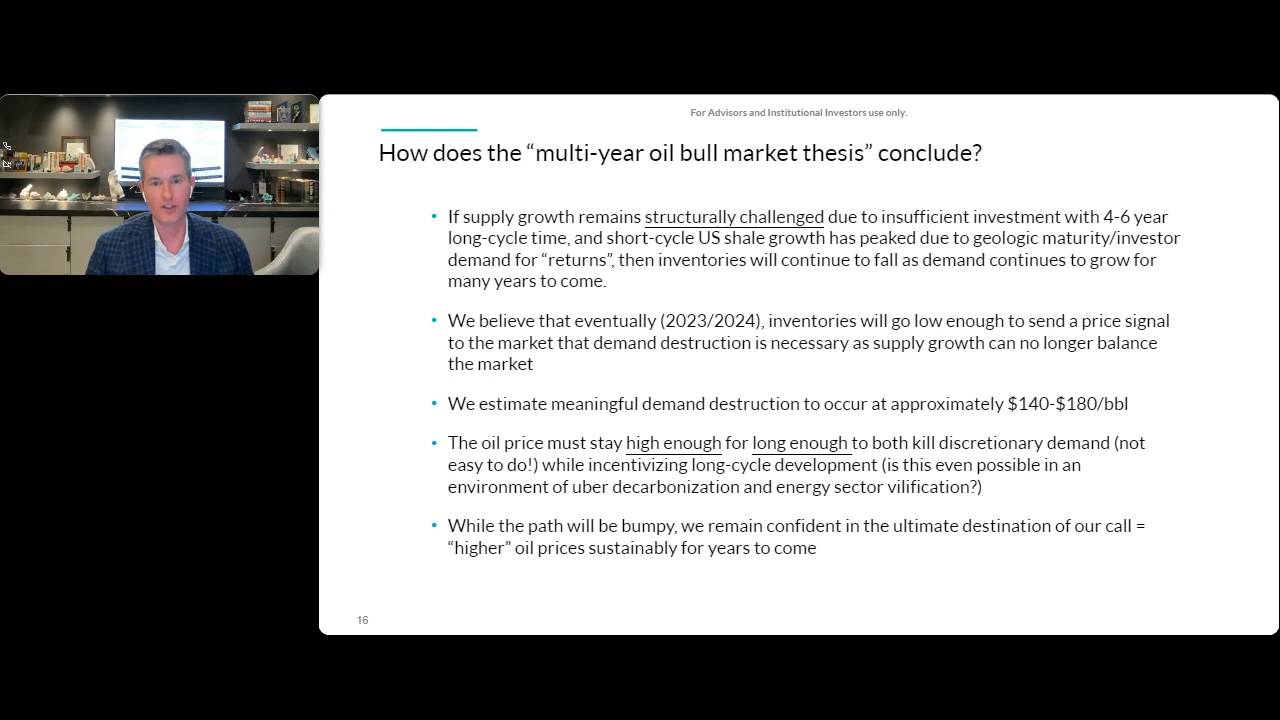 For Advisors and Institutional Investors use only.
How does the “multi-year oil bull market thesis” conclude?
• If supply growth remains structurally challenged due to insufficient investment with 4-6 year
long-cycle time, and short-cycle US shale growth has peaked due to geologic maturity/investor
demand for “returns”, then inventories will continue to fall as demand continues to grow for
many years to come.
• We believe that eventually (2023/2024), inventories will go low enough to send a price signal
to the market that demand destruction is necessary as supply growth can no longer balance
the market
• We estimate meaningful demand destruction to occur at approximately $140-$180/bbl
• The oil price must stay high enough for long enough to both kill discretionary demand (not
easy to do!) while incentivizing long-cycle development (is this even possible in an
environment of uber decarbonization and energy sector vilification?)
• While the path will be bumpy, we remain confident in the ultimate destination of our call =
“higher” oil prices sustainably for years to come
16